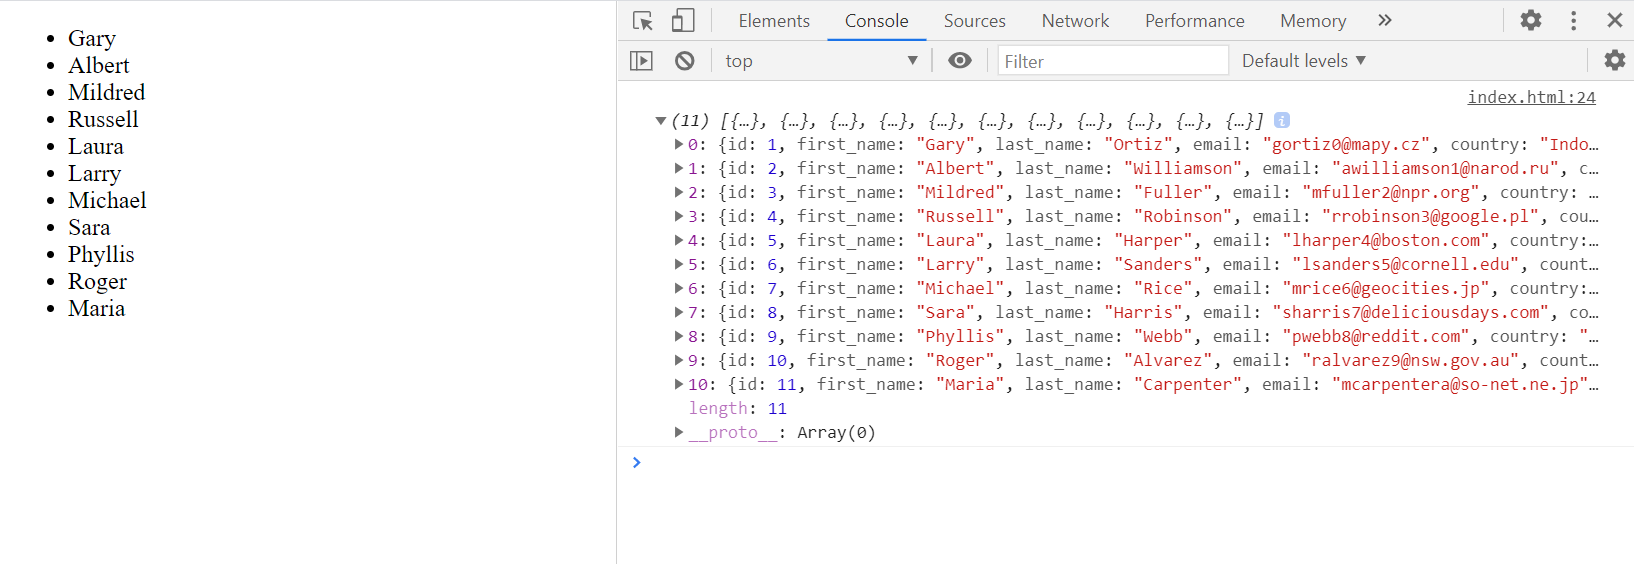 Gary
Albert
Mildred
Russell
Laura
Larry
Michael
Sara
Phyllis
Roger
Maria
Elements Console Sources Network Performance Memory »
top Filter Default levels
index.html:24
(11) [{…}, {…}, {…}, {…}, {…}, {…}, {…}, {…}, {…}, {…}, {…}] i
0: {id: 1, first_name: "Gary", last_name: "Ortiz", email: "gortiz0@mapy.cz", country: "Indo…
1: {id: 2, first_name: "Albert", last_name: "Williamson", email: "awilliamson1@narod.ru", c…
2: {id: 3, first_name: "Mildred", last_name: "Fuller", email: "mfuller2@npr.org", country: …
3: {id: 4, first_name: "Russell", last_name: "Robinson", email: "rrobinson3@google.pl", cou…
4: {id: 5, first_name: "Laura", last_name: "Harper", email: "lharper4@boston.com", country:…
5: {id: 6, first_name: "Larry", last_name: "Sanders", email: "lsanders5@cornell.edu", count…
6: {id: 7, first_name: "Michael", last_name: "Rice", email: "mrice6@geocities.jp", country:…
7: {id: 8, first_name: "Sara", last_name: "Harris", email: "sharris7@deliciousdays.com", co…
8: {id: 9, first_name: "Phyllis", last_name: "Webb", email: "pwebb8@reddit.com", country: "…
9: {id: 10, first_name: "Roger", last_name: "Alvarez", email: "ralvarez9@nsw.gov.au", count…
10: {id: 11, first_name: "Maria", last_name: "Carpenter", email: "mcarpentera@so-net.ne.jp"…
length: 11
__proto__: Array(0)